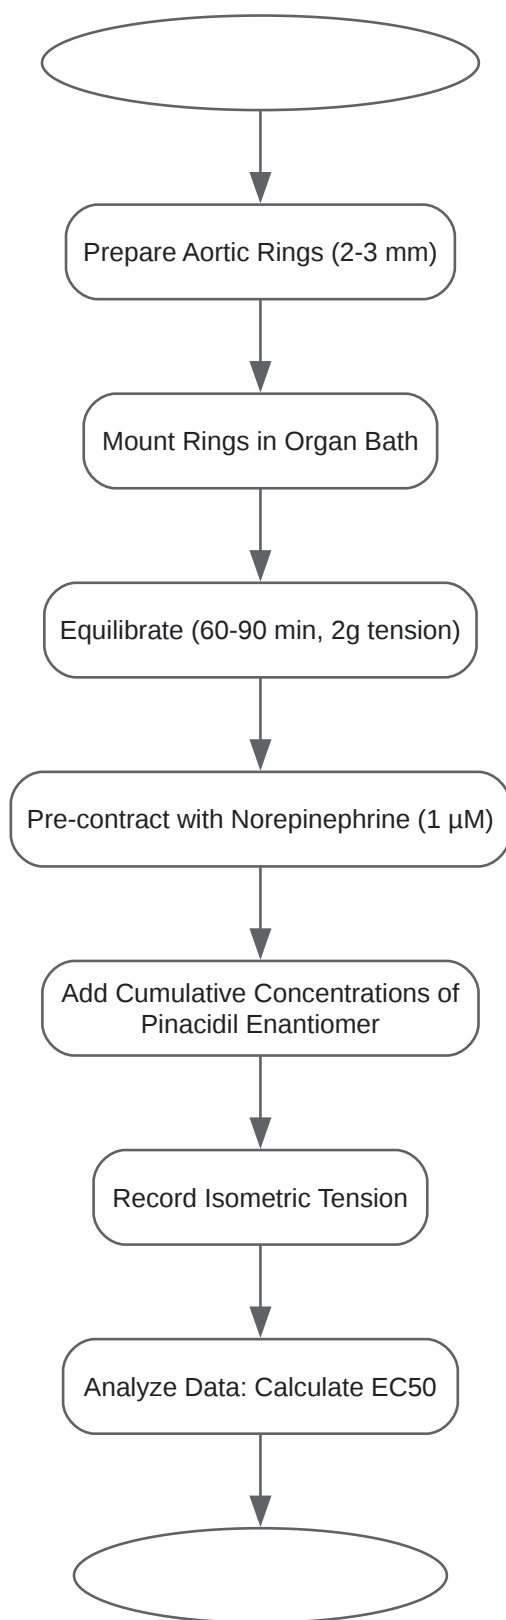 Prepare Aortic Rings (2-3 mm)
Mount Rings in Organ Bath
Equilibrate (60-90 min, 2g tension)
Pre-contract with Norepinephrine (1 µM)
Add Cumulative Concentrations of
Pinacidil Enantiomer
Record Isometric Tension
Analyze Data: Calculate EC50